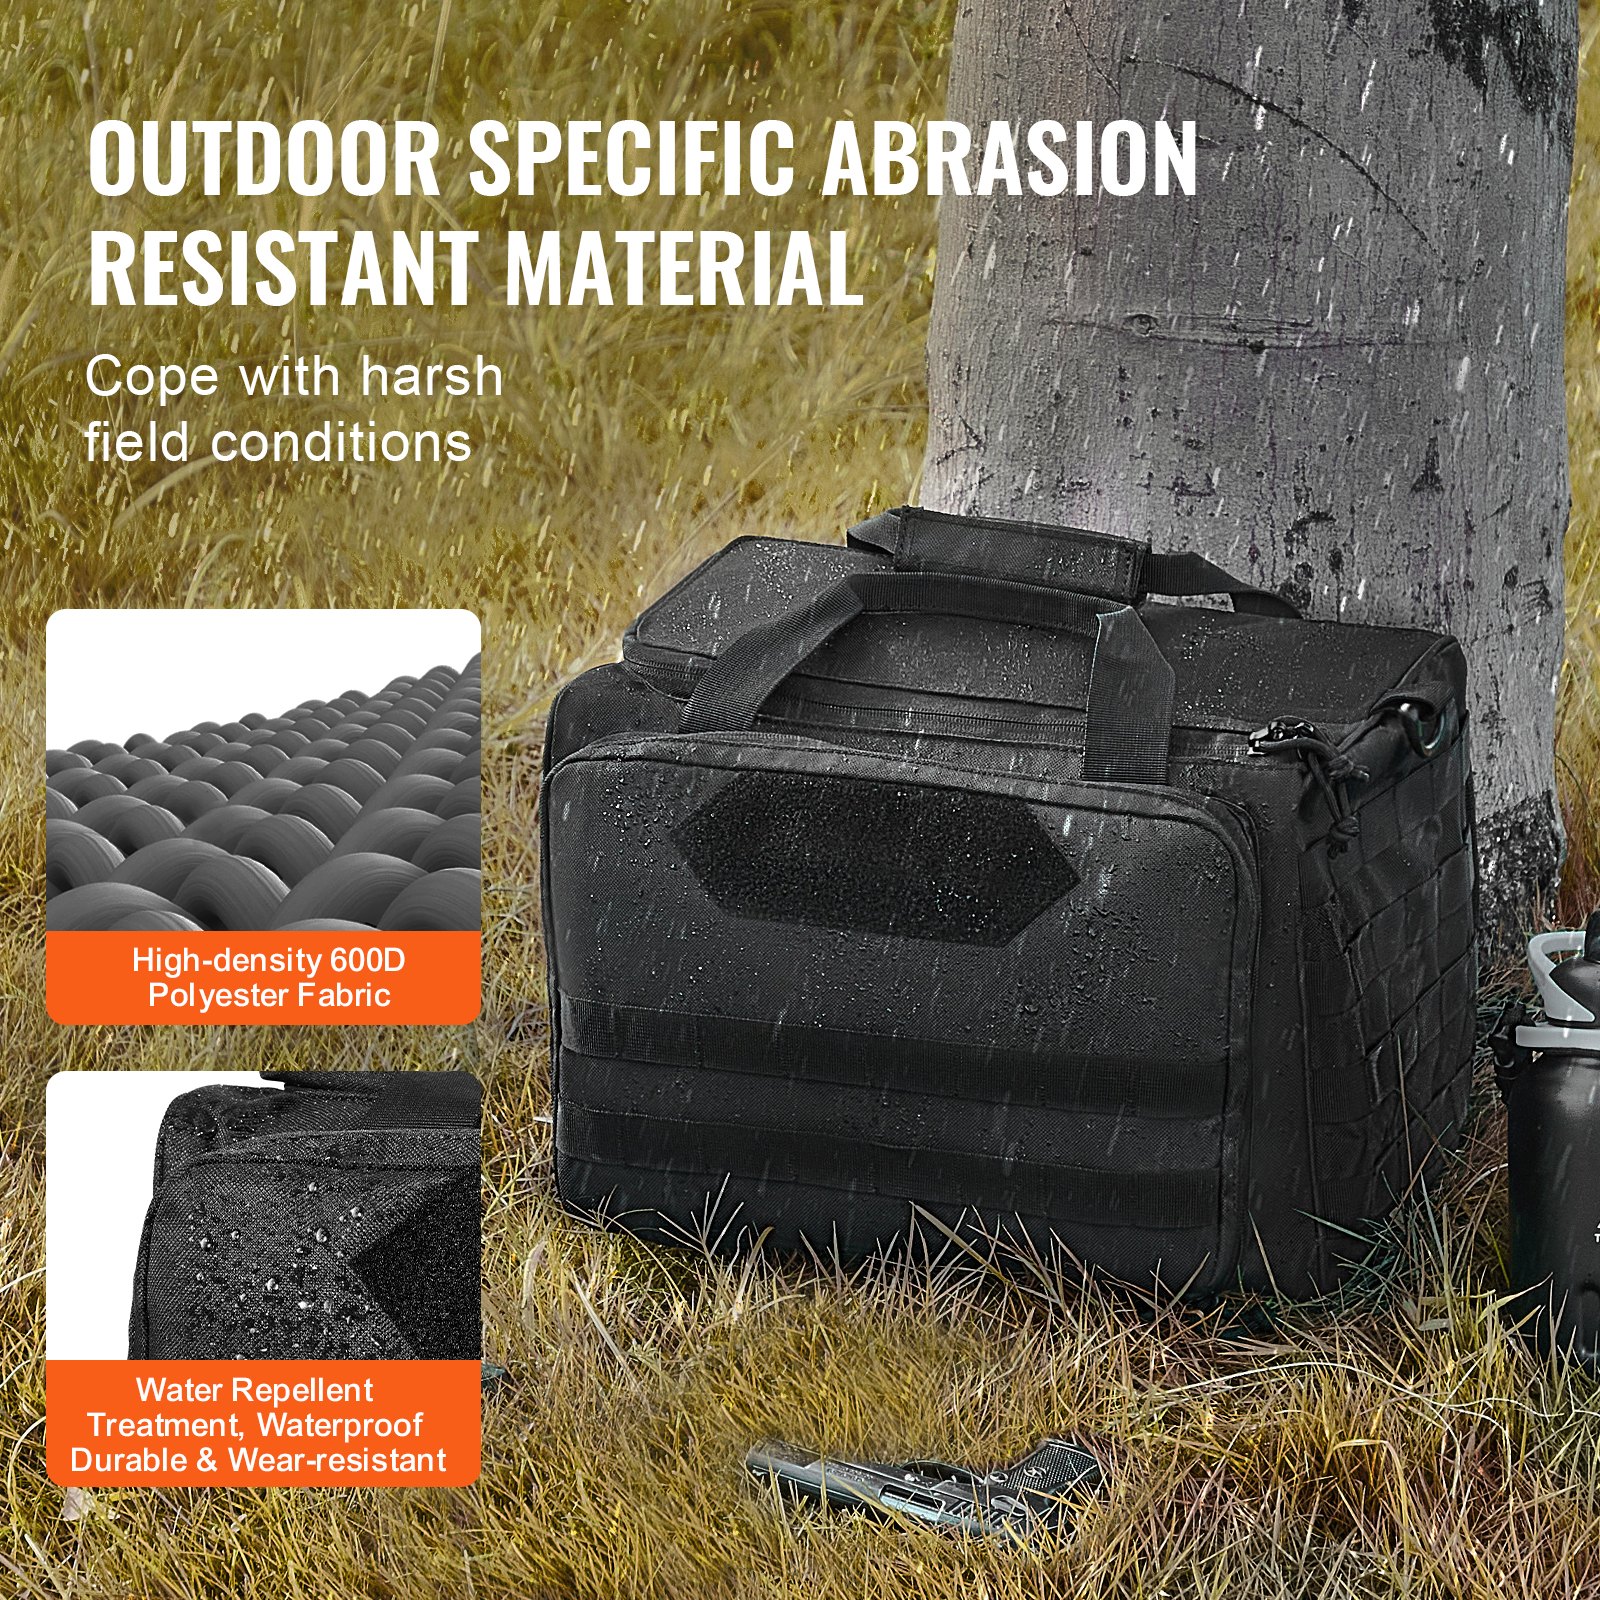 OUTDOOR SPECIFIC ABRASION
RESISTANT MATERIAL
Cope with harsh
field conditions
High-density 600D
Polyester Fabric
Water Repellent
Treatment, Waterproof
Durable & Wear-resistant